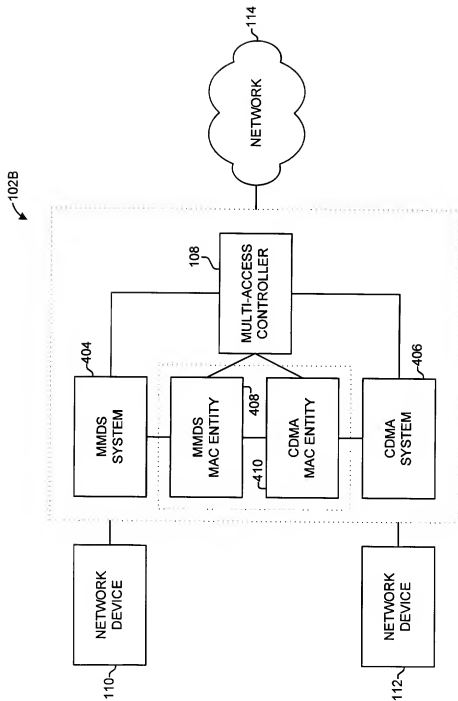 102B
114
NETWORK
108
MULTI-ACCESS
CONTROLLER
404
MMDS
SYSTEM
MMDS
MAC ENTITY
408
410
CDMA
MAC ENTITY
406
CDMA
SYSTEM
NETWORK
DEVICE
110
NETWORK
DEVICE
112